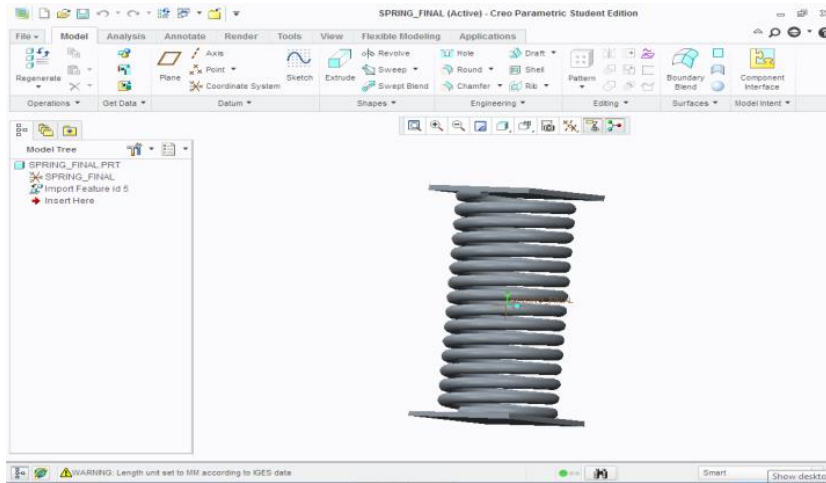 SPRING_FINAL (Active) - Creo Parametric Student Edition
File Model Analysis Annotate Render Tools View Flexible Modeling Applications
Regenerate
Operations
Get Data
Plane
Axis
Point
Coordinate System
Sketch
Datum
Extrude
Revolve
Sweep
Swept Blend
Shapes
Hole
Round
Chamfer
Draft
Shell
Rib
Engineering
Pattern
Editing
Boundary Blend
Surfaces
Component Interface
Model Intent
Model Tree
SPRING_FINAL.PRT
SPRING_FINAL
Import Feature id 5
Insert Here
WARNING: Length unit set to MM according to IGES data
Smart
Show deskto